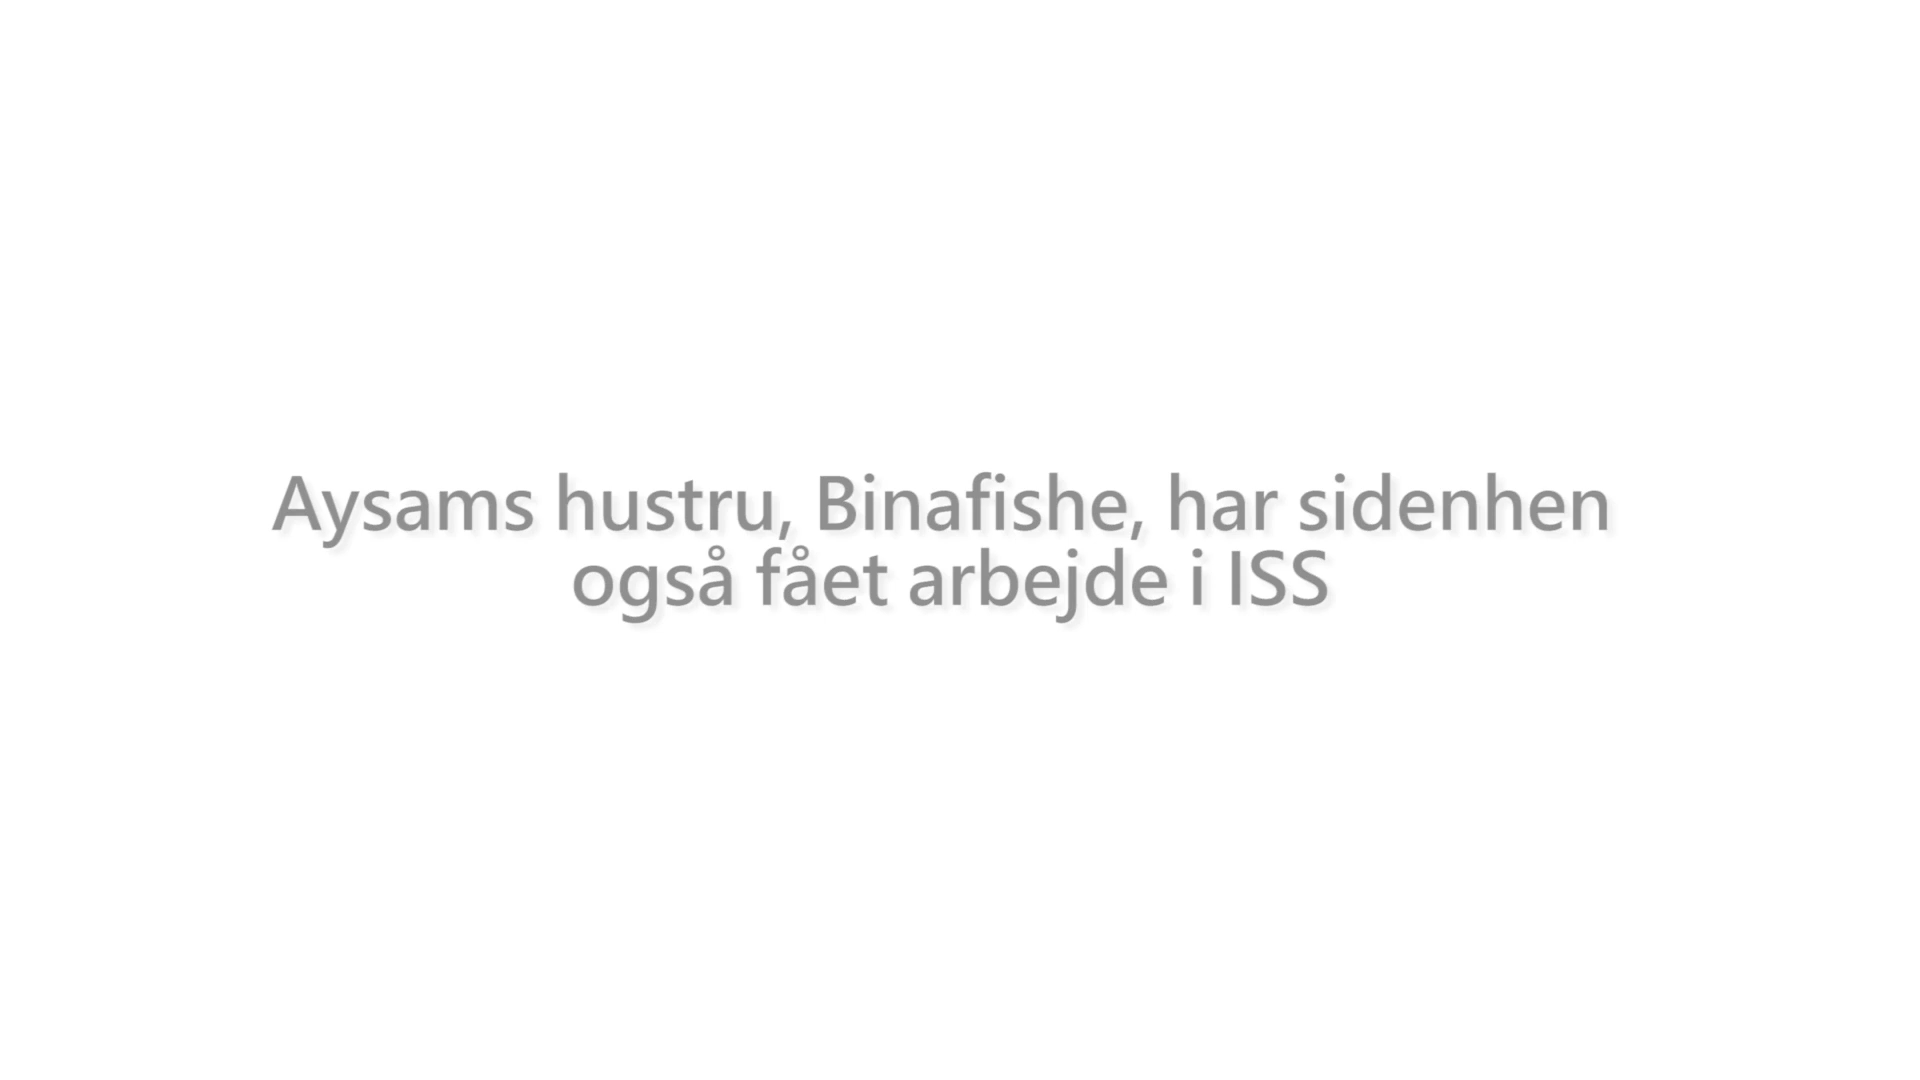 Aysams hustru, Binafishe, har sidenhen
også fået arbejde i ISS